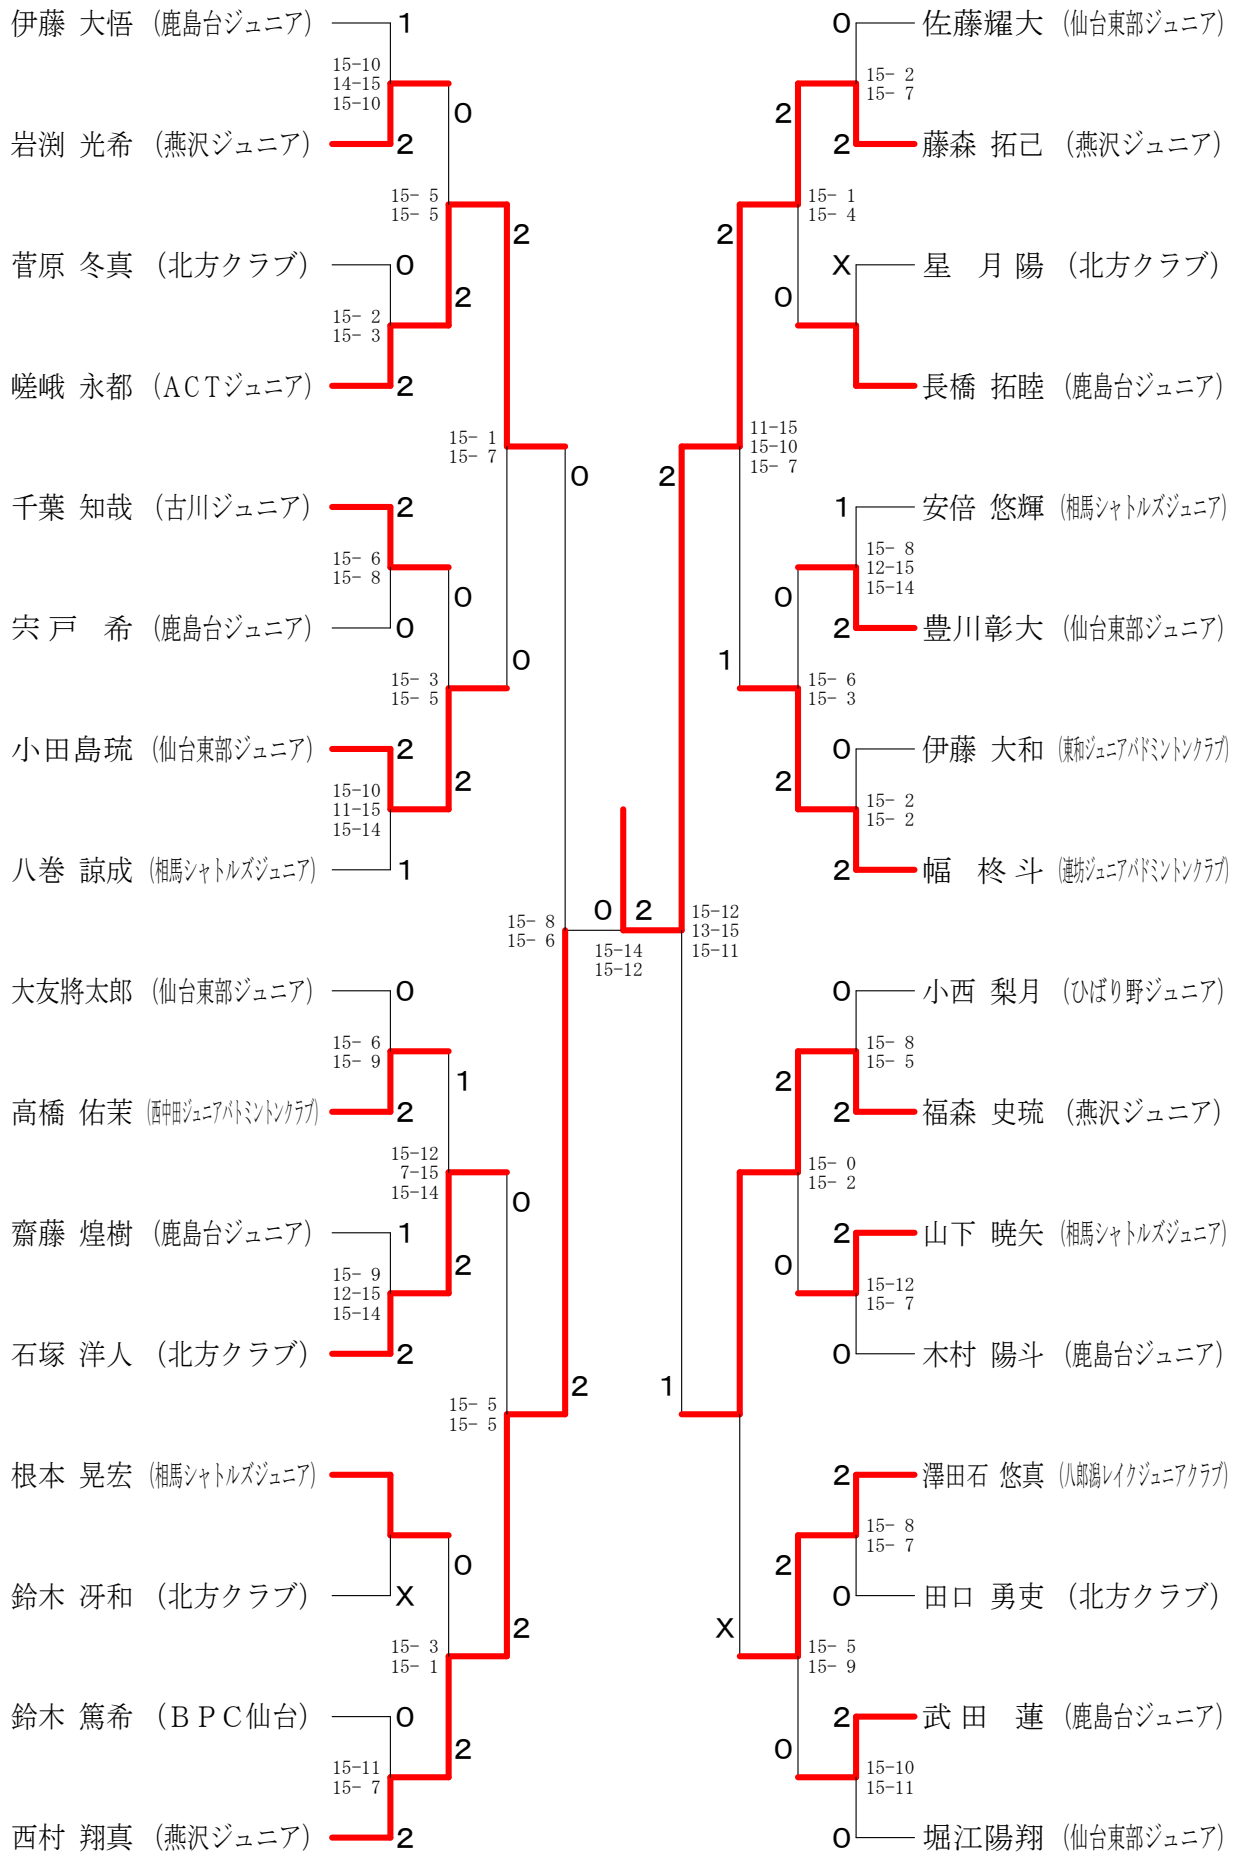 伊藤 大悟 (鹿島台ジュニア) 1
15-10
14-15
15-10
0
岩渕 光希 (燕沢ジュニア) 2
15- 5
15- 5
2
菅原 冬真 (北方クラブ) 0
15- 2
15- 3
2
嵯峨 永都 (ACTジュニア) 2
15- 1
15- 7
0
千葉 知哉 (古川ジュニア) 2
15- 6
15- 8
0
宍戸 希 (鹿島台ジュニア) 0
15- 3
15- 5
0
小田島琉 (仙台東部ジュニア) 2
15-10
11-15
15-14
2
八巻 諒成 (相馬シャトルズジュニア) 1
15- 8
15- 6
大友將太郎 (仙台東部ジュニア) 0
15- 6
15- 9
1
高橋 佑茉 (西中田ジュニアバトミントンクラブ) 2
15-12
7-15
15-14
0
齋藤 煌樹 (鹿島台ジュニア) 1
15- 9
12-15
15-14
2
石塚 洋人 (北方クラブ) 2
15- 5
15- 5
2
根本 晃宏 (相馬シャトルズジュニア)
0
鈴木 冴和 (北方クラブ) X
15- 3
15- 1
2
鈴木 篤希 (BPC仙台) 0
15-11
15- 7
2
西村 翔真 (燕沢ジュニア) 2
0 2
15-14
15-12
0 佐藤耀大 (仙台東部ジュニア)
15- 2
15- 7
2
2 藤森 拓己 (燕沢ジュニア)
15- 1
15- 4
2
X 星 月陽 (北方クラブ)
0
長橋 拓睦 (鹿島台ジュニア)
11-15
15-10
15- 7
2
1 安倍 悠輝 (相馬シャトルズジュニア)
15- 8
12-15
15-14
0
2 豊川彰大 (仙台東部ジュニア)
1
15- 6
15- 3
0 伊藤 大和 (東和ジュニアバドミントンクラブ)
2
15- 2
15- 2
2 幅 柊斗 (連坊ジュニアバドミントンクラブ)
15-12
13-15
15-11
0 小西 梨月 (ひばり野ジュニア)
15- 8
15- 5
2
2 福森 史琉 (燕沢ジュニア)
15- 0
15- 2
2 山下 暁矢 (相馬シャトルズジュニア)
0
15-12
15- 7
0 木村 陽斗 (鹿島台ジュニア)
1
2 澤田石 悠真 (八郎潟レイクジュニアクラブ)
15- 8
15- 7
2
0 田口 勇吏 (北方クラブ)
X
15- 5
15- 9
2 武田 蓮 (鹿島台ジュニア)
0
15-10
15-11
0 堀江陽翔 (仙台東部ジュニア)